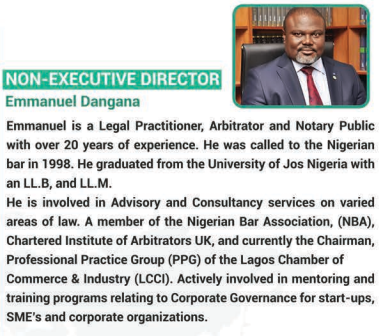 NON-EXECUTIVE DIRECTOR
Emmanuel Dangana
Emmanuel is a Legal Practitioner, Arbitrator and Notary Public
with over 20 years of experience. He was called to the Nigerian
bar in 1998. He graduated from the University of Jos Nigeria with
an LL.B, and LL.M.
He is involved in Advisory and Consultancy services on varied
areas of law. A member of the Nigerian Bar Association, (NBA),
Chartered Institute of Arbitrators UK, and currently the Chairman,
Professional Practice Group (PPG) of the Lagos Chamber of
Commerce & Industry (LCCI). Actively involved in mentoring and
training programs relating to Corporate Governance for start-ups,
SME's and corporate organizations.